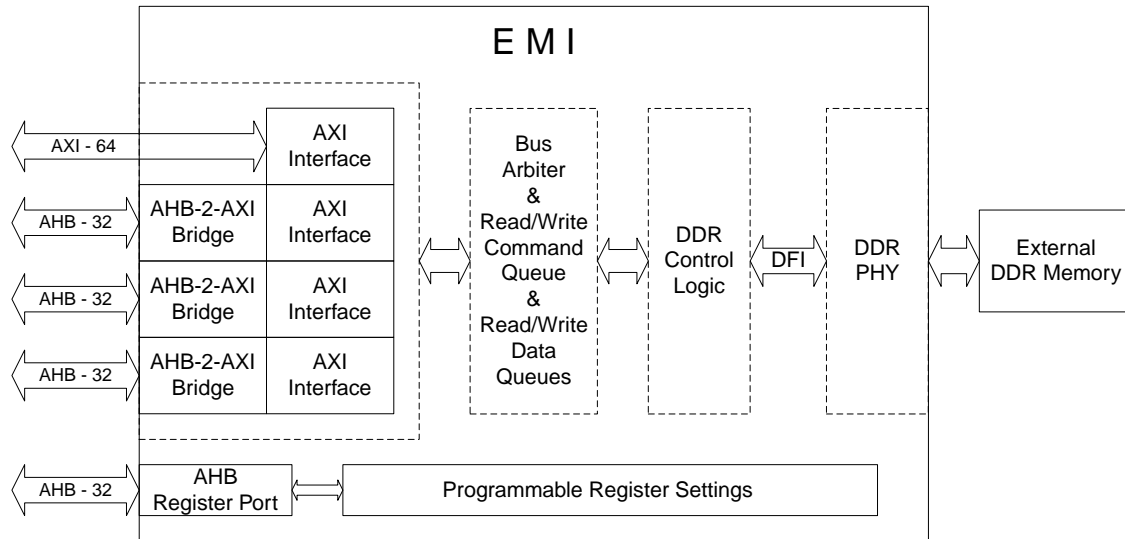 E M I
AXI - 64
AXI
Interface
AHB - 32
AHB-2-AXI
Bridge
AXI
Interface
AHB - 32
AHB-2-AXI
Bridge
AXI
Interface
AHB - 32
AHB-2-AXI
Bridge
AXI
Interface
Bus
Arbiter
&
Read/Write
Command
Queue
&
Read/Write
Data
Queues
DDR
Control
Logic
DFI
DDR
PHY
External
DDR Memory
AHB - 32
AHB
Register Port
Programmable Register Settings